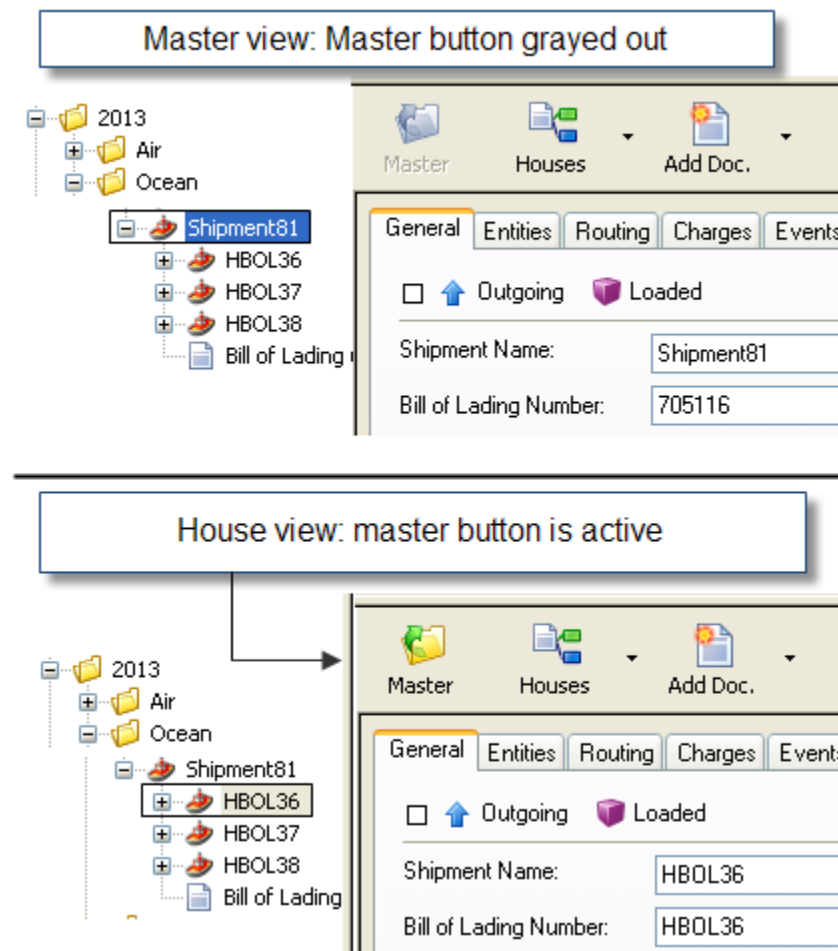 Master view: Master button grayed out
2013
Air
Ocean
Shipment81
HBOL36
HBOL37
HBOL38
Bill of Lading
Master Houses Add Doc.
General Entities Routing Charges Events
Outgoing Loaded
Shipment Name: Shipment81
Bill of Lading Number: 705116
House view: master button is active
2013
Air
Ocean
Shipment81
HBOL36
HBOL37
HBOL38
Bill of Lading
Master Houses Add Doc.
General Entities Routing Charges Event
Outgoing Loaded
Shipment Name: HBOL36
Bill of Lading Number: HBOL36